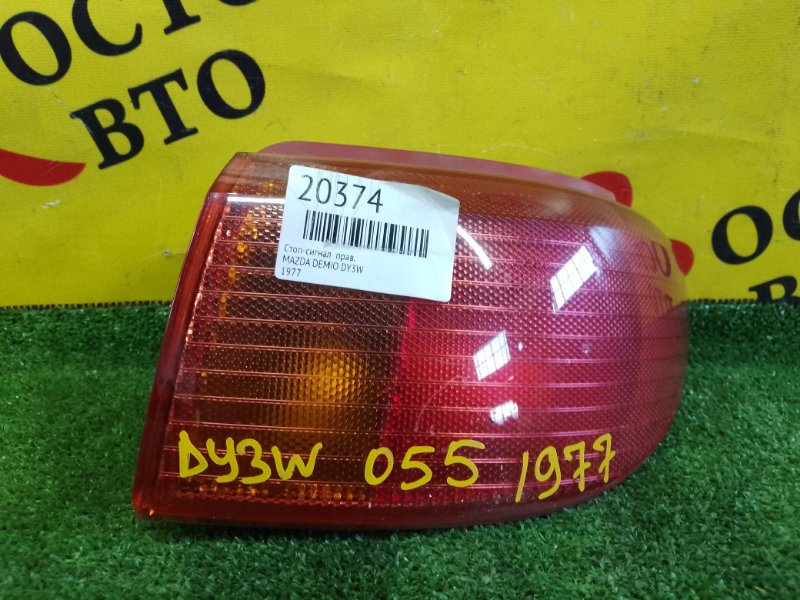 ОСТО
ВТО
20374
Стоп-сигнал прав.
MAZDA DEMIO DY3W
1977
DY3W 055 1977